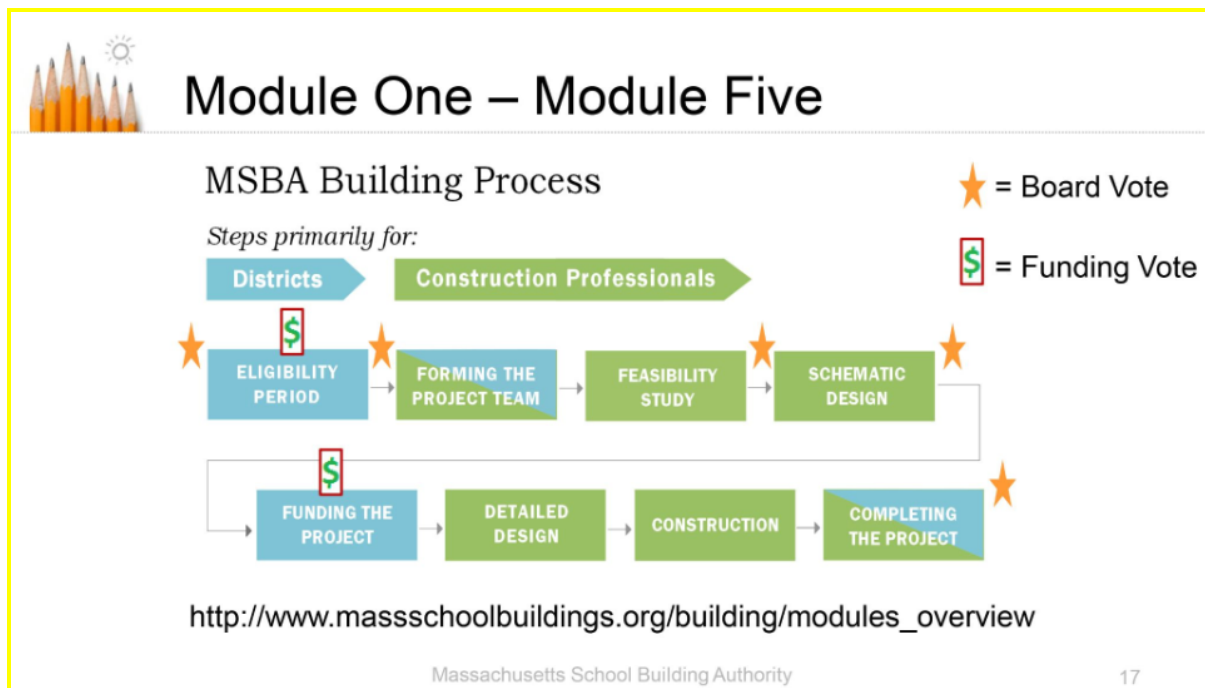 Module One – Module Five
MSBA Building Process
= Board Vote
Steps primarily for:
$ = Funding Vote
Districts
Construction Professionals
$
ELIGIBILITY
PERIOD
FORMING THE
PROJECT TEAM
FEASIBILITY
STUDY
SCHEMATIC
DESIGN
$
FUNDING THE
PROJECT
DETAILED
DESIGN
CONSTRUCTION
COMPLETING
THE PROJECT
http://www.massschoolbuildings.org/building/modules_overview
Massachusetts School Building Authority
17